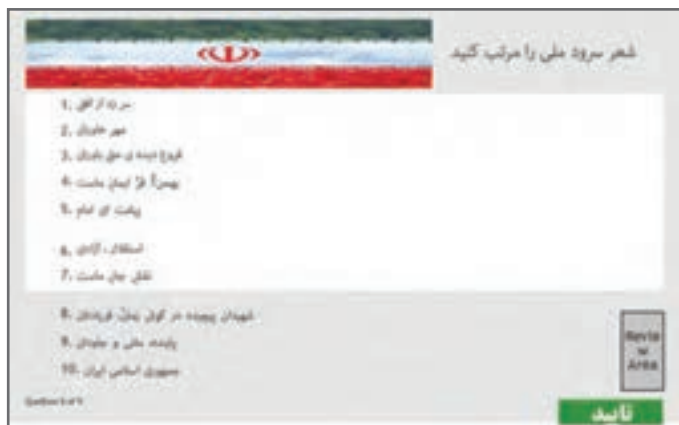 شعر سرود ملی را مرتب کنید
1. سر زد از افق
2. مهر خاوران
3. فروغ دیده ی حق باوران
4. بهمن فرّ ایمان ماست
5. پیامت ای امام
6. استقلال، آزادی
7. نقش جان ماست
8. شهیدان پیچیده در گوش زمان فریادتان
9. پاینده مانی و جاودان
10. جمهوری اسلامی ایران
Review Area
تایید